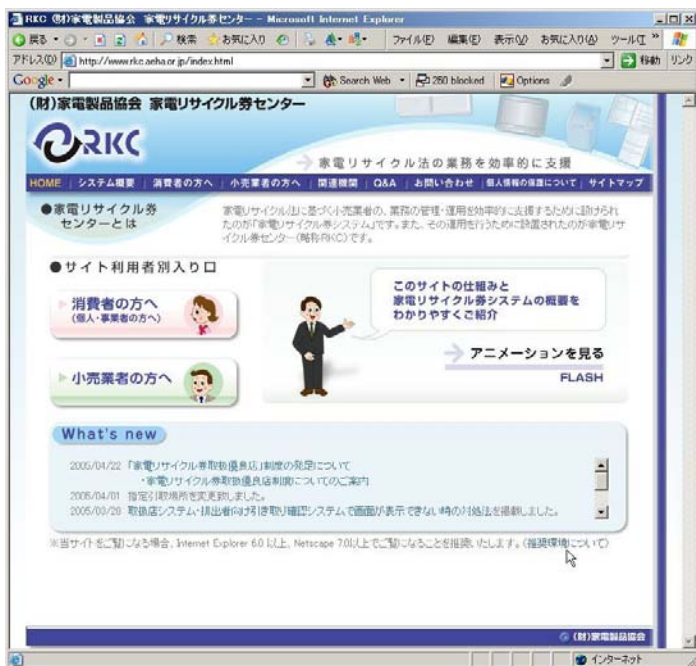 RKC (財)家電製品協会 家電リサイクル券センター - Microsoft Internet Explorer
戻る 検索 お気に入り ファイル(F) 編集(E) 表示(V) お気に入り(A) ツール(T »
アドレス(D) http://www.rkc.aeha.or.jp/index.html 移動 リンク
Google Search Web 250 blocked Options
(財)家電製品協会 家電リサイクル券センター
RKC
家電リサイクル法の業務を効率的に支援
HOME システム概要 消費者の方へ 小売業者の方へ 関連機関 Q&A お問い合わせ 個人情報の保護について サイトマップ
●家電リサイクル券
センターとは
家電リサイクル法に基づく小売業者の、業務の管理・運用を効率的に支援するために設けられ
たのが「家電リサイクル券システム」です。また、その運用を行うために設置されたのが家電リサ
イクル券センター(略称RKC)です。
●サイト利用者別入り口
消費者の方へ
(個人・事業者の方へ)
小売業者の方へ
このサイトの仕組みと
家電リサイクル券システムの概要を
わかりやすくご紹介
アニメーションを見る
FLASH
What's new
2005/04/22 「家電リサイクル券取扱優良店」制度の発足について
・家電リサイクル券取扱優良店制度についてのご案内
2005/04/01 指定引取場所を変更致しました。
2005/03/28 取扱店システム・排出者向け引き取り確認システムで画面が表示できない時の対処法を掲載しました。
※当サイトをご覧になる場合、Internet Explorer 6.0以上、Netscape 7.0以上でご覧になることを推奨いたします。(推奨環境について)
(財)家電製品協会
インターネット